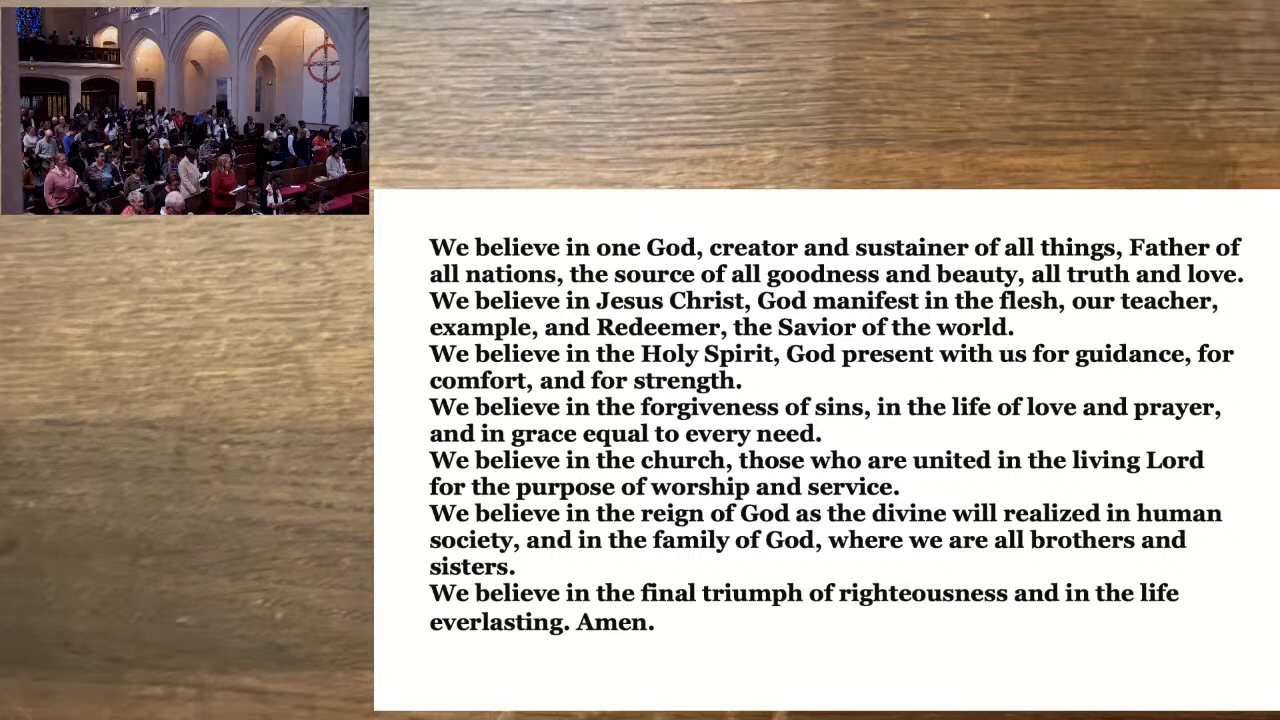 We believe in one God, creator and sustainer of all things, Father of
all nations, the source of all goodness and beauty, all truth and love.
We believe in Jesus Christ, God manifest in the flesh, our teacher,
example, and Redeemer, the Savior of the world.
We believe in the Holy Spirit, God present with us for guidance, for
comfort, and for strength.
We believe in the forgiveness of sins, in the life of love and prayer,
and in grace equal to every need.
We believe in the church, those who are united in the living Lord
for the purpose of worship and service.
We believe in the reign of God as the divine will realized in human
society, and in the family of God, where we are all brothers and
sisters.
We believe in the final triumph of righteousness and in the life
everlasting. Amen.